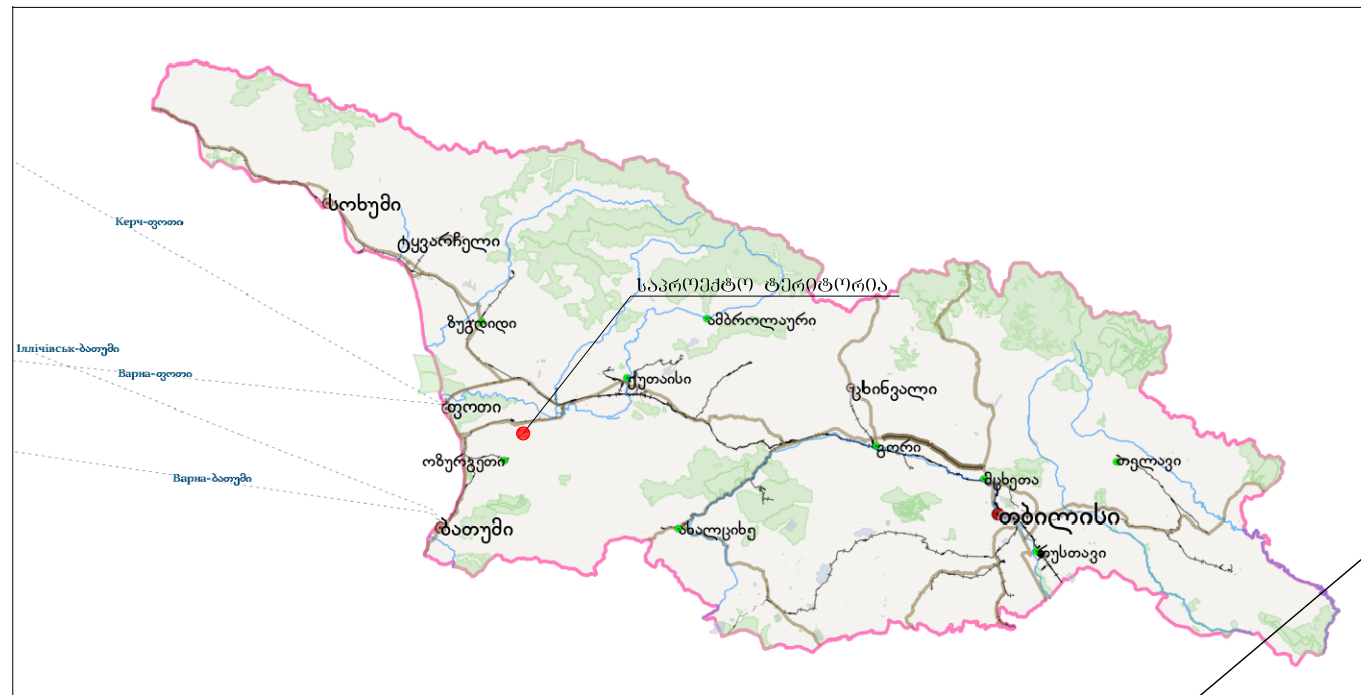 სოხუმი
Керч-ფოთი
ტყვარჩელი
საპროექტო ტერიტორია
ზუგდიდი
ამბროლაური
Іллічівськ-ბათუმი
Варна-ფოთი
ქუთაისი
ცხინვალი
ფოთი
გორი
ოზურგეთი
თელავი
Варна-ბათუმი
მცხეთა
თბილისი
ბათუმი
ახალციხე
რუსთავი